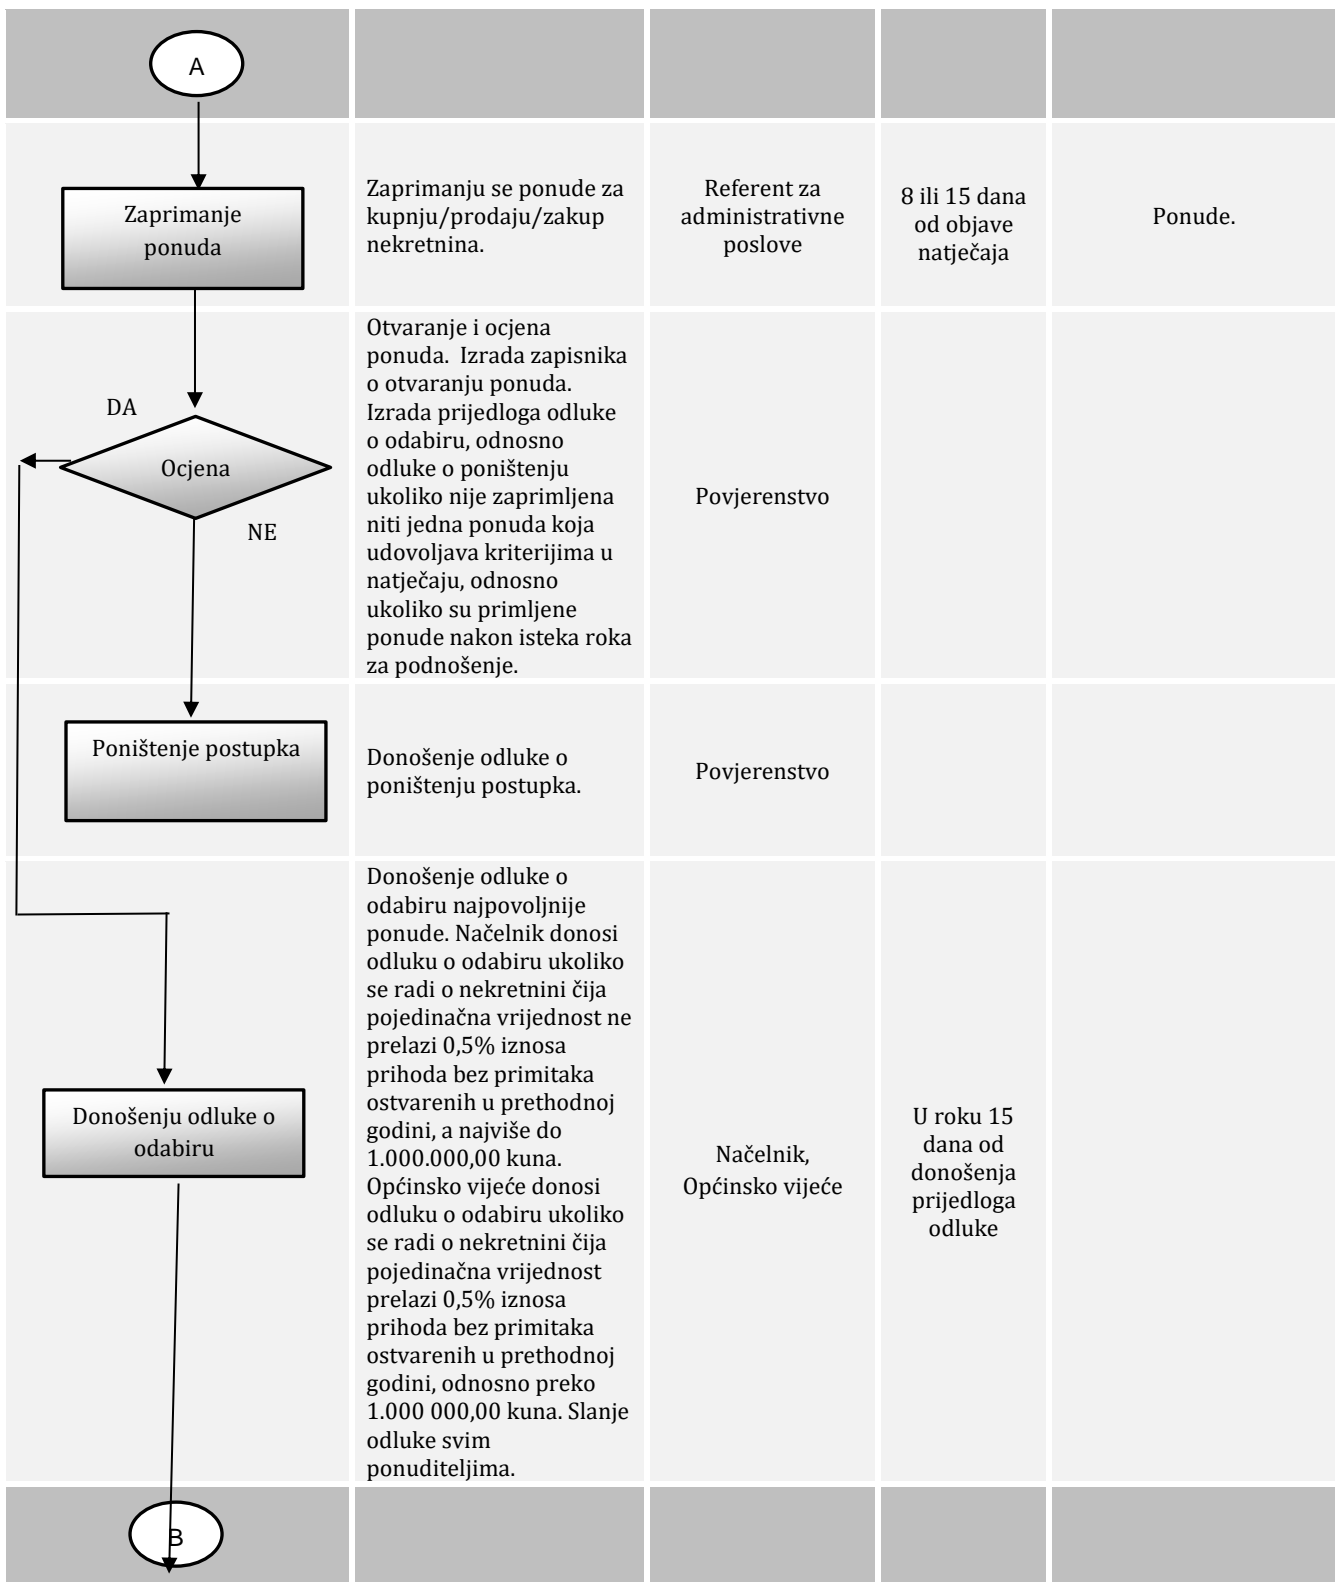 A
Zaprimanje
ponuda
Zaprimanju se ponude za
kupnju/prodaju/zakup
nekretnina.
Referent za
administrativne
poslove
8 ili 15 dana
od objave
natječaja
Ponude.
DA
Ocjena
NE
Otvaranje i ocjena
ponuda.  Izrada zapisnika
o otvaranju ponuda.
Izrada prijedloga odluke
o odabiru, odnosno
odluke o poništenju
ukoliko nije zaprimljena
niti jedna ponuda koja
udovoljava kriterijima u
natječaju, odnosno
ukoliko su primljene
ponude nakon isteka roka
za podnošenje.
Povjerenstvo
Poništenje postupka
Donošenje odluke o
poništenju postupka.
Povjerenstvo
Donošenju odluke o
odabiru
Donošenje odluke o
odabiru najpovoljnije
ponude. Načelnik donosi
odluku o odabiru ukoliko
se radi o nekretnini čija
pojedinačna vrijednost ne
prelazi 0,5% iznosa
prihoda bez primitaka
ostvarenih u prethodnoj
godini, a najviše do
1.000.000,00 kuna.
Općinsko vijeće donosi
odluku o odabiru ukoliko
se radi o nekretnini čija
pojedinačna vrijednost
prelazi 0,5% iznosa
prihoda bez primitaka
ostvarenih u prethodnoj
godini, odnosno preko
1.000 000,00 kuna. Slanje
odluke svim
ponuditeljima.
Načelnik,
Općinsko vijeće
U roku 15
dana od
donošenja
prijedloga
odluke
B